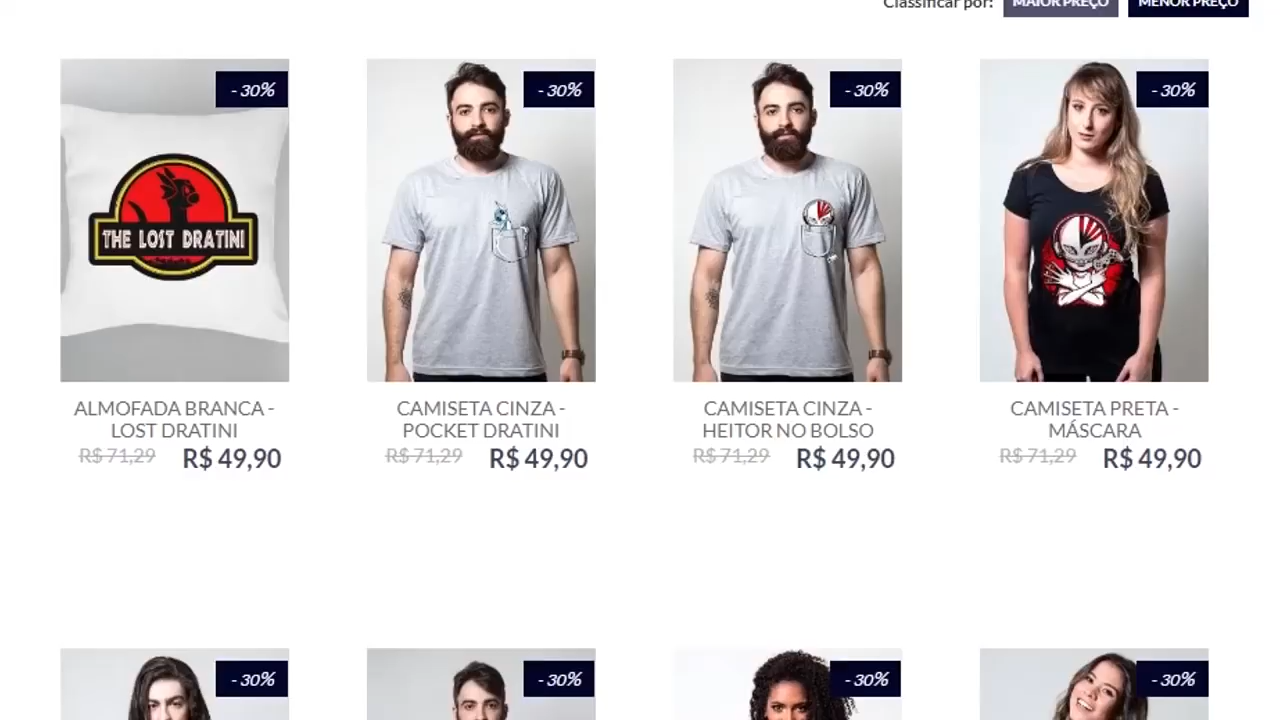 Classificar por: MAIOR PREÇO MENOR PREÇO
- 30% - 30% - 30% - 30%
THE LOST DRATINI
ALMOFADA BRANCA - LOST DRATINI
R$ 71,29 R$ 49,90
CAMISETA CINZA - POCKET DRATINI
R$ 71,29 R$ 49,90
CAMISETA CINZA - HEITOR NO BOLSO
R$ 71,29 R$ 49,90
CAMISETA PRETA - MÁSCARA
R$ 71,29 R$ 49,90
- 30% - 30% - 30% - 30%